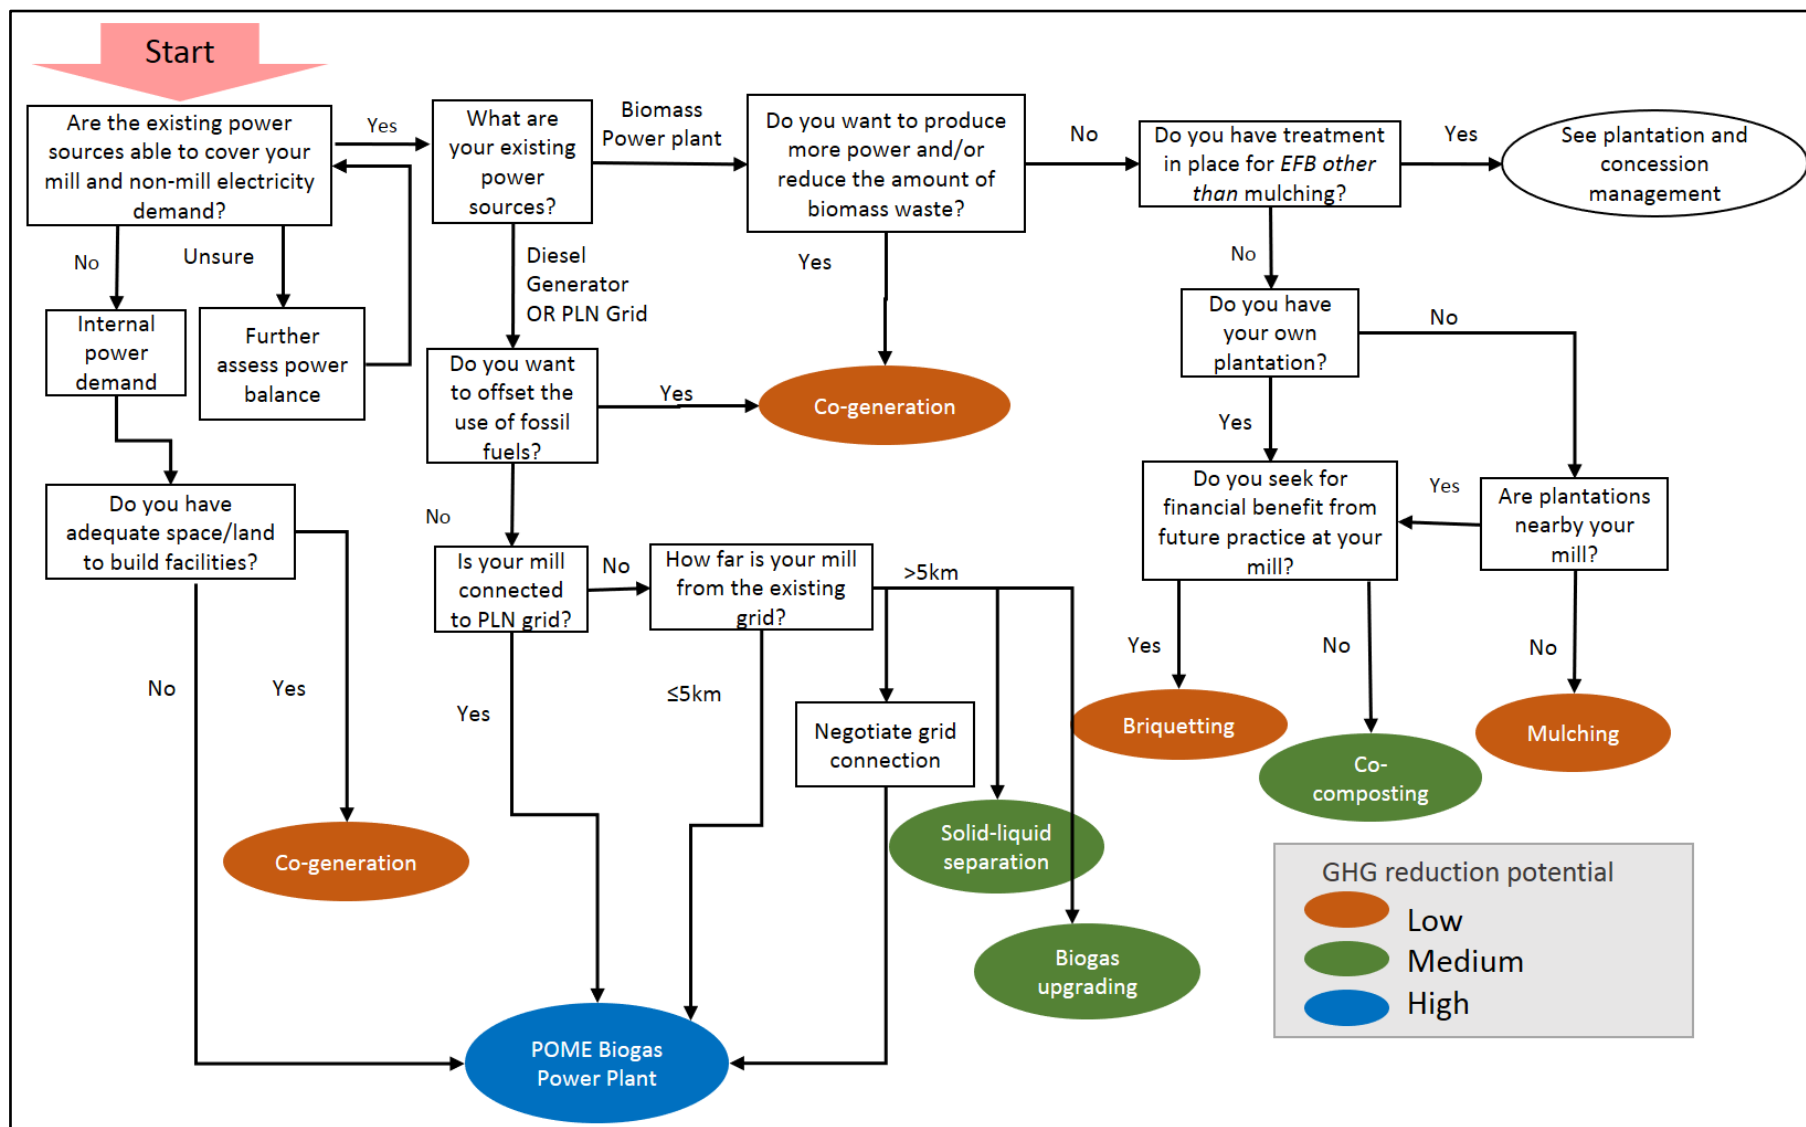 Start
Are the existing power
sources able to cover your
mill and non-mill electricity
demand?
Yes
What are
your existing
power
sources?
Biomass
Power plant
Do you want to produce
more power and/or
reduce the amount of
biomass waste?
No
Do you have treatment
in place for EFB other
than mulching?
Yes
See plantation and
concession
management
No
Unsure
Diesel
Generator
OR PLN Grid
Yes
No
Internal
power
demand
Further
assess power
balance
Do you have
your own
plantation?
No
Do you want
to offset the
use of fossil
fuels?
Yes
Co-generation
Yes
Do you have
adequate space/land
to build facilities?
No
Do you seek for
financial benefit from
future practice at your
mill?
Yes
Are plantations
nearby your
mill?
Is your mill
connected
to PLN grid?
No
How far is your mill
from the existing
grid?
>5km
No
Yes
Yes
≤5km
Yes
No
No
Negotiate grid
connection
Briquetting
Co-
composting
Mulching
Co-generation
Solid-liquid
separation
Biogas
upgrading
POME Biogas
Power Plant
GHG reduction potential
Low
Medium
High